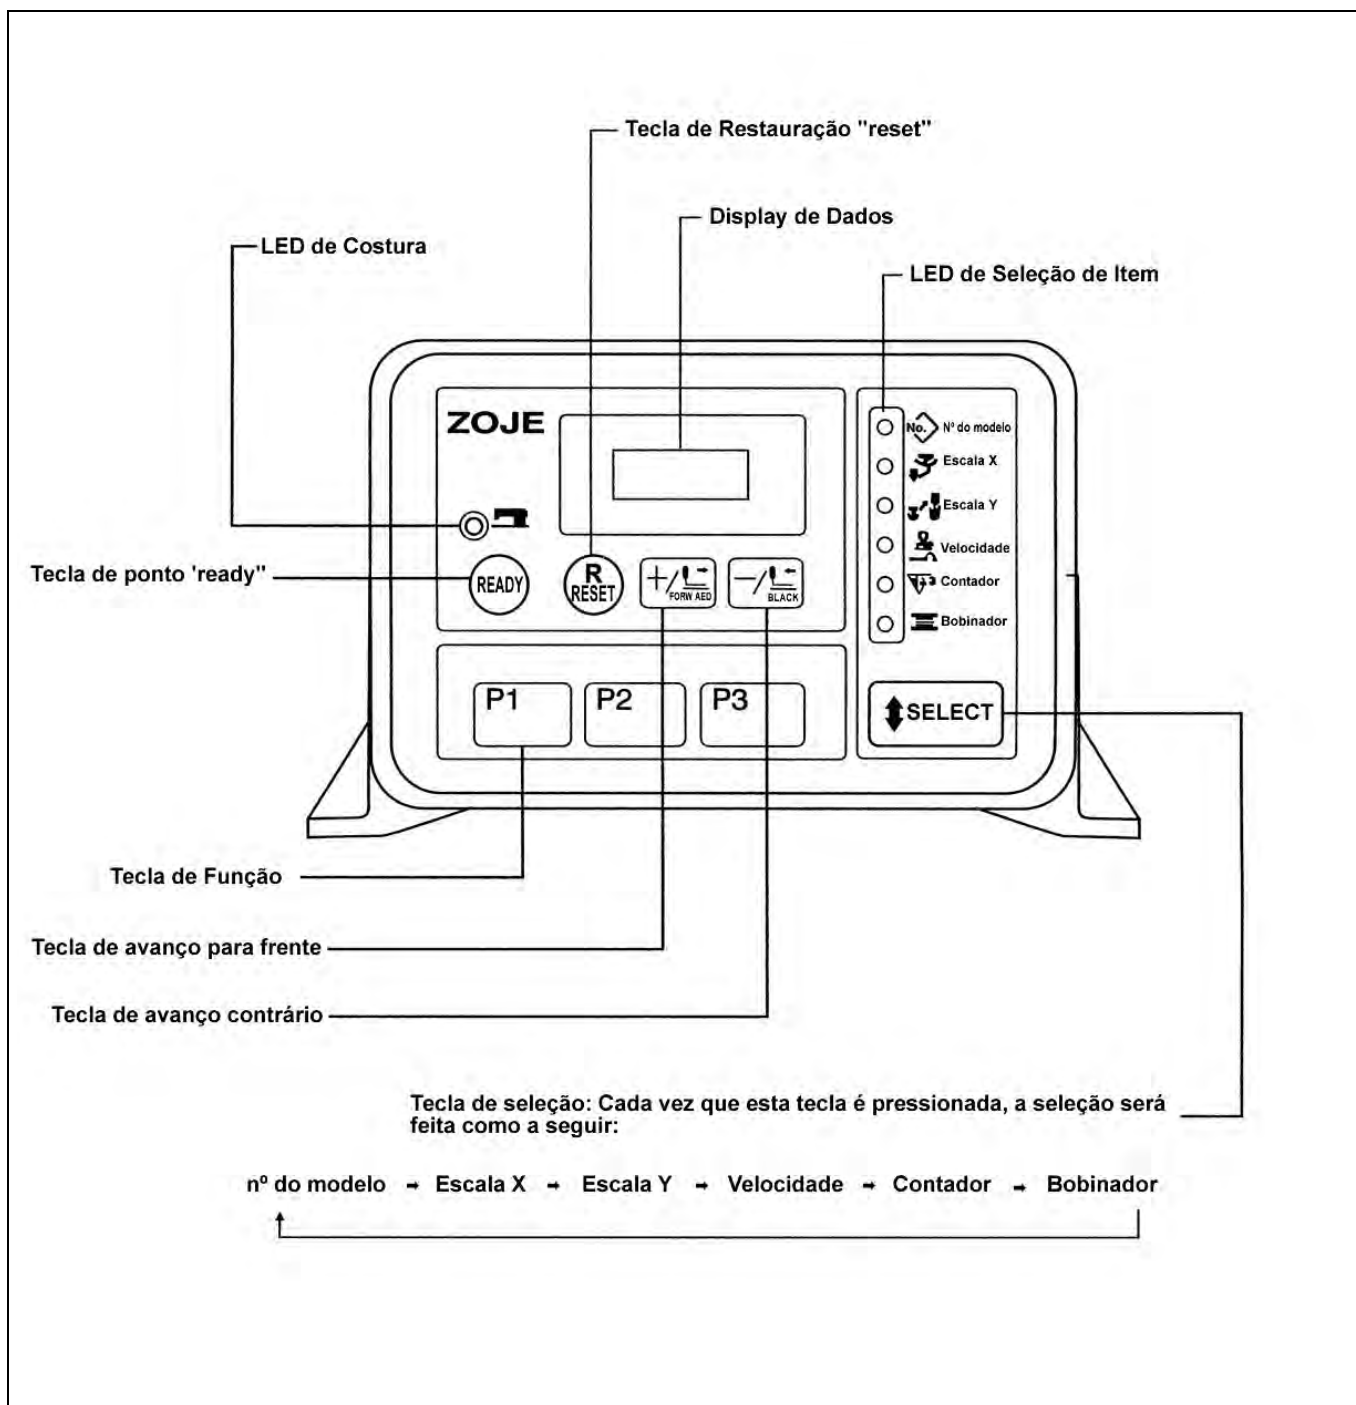 Tecla de Restauração "reset"
Display de Dados
LED de Costura
LED de Seleção de Item
ZOJE
No. Nº do modelo
Escala X
Escala Y
Velocidade
Contador
Bobinador
Tecla de ponto 'ready"
READY
R
RESET
+/ FORW AED
−/ BLACK
P1 P2 P3
SELECT
Tecla de Função
Tecla de avanço para frente
Tecla de avanço contrário
Tecla de seleção: Cada vez que esta tecla é pressionada, a seleção será
feita como a seguir:
nº do modelo → Escala X → Escala Y → Velocidade → Contador → Bobinador